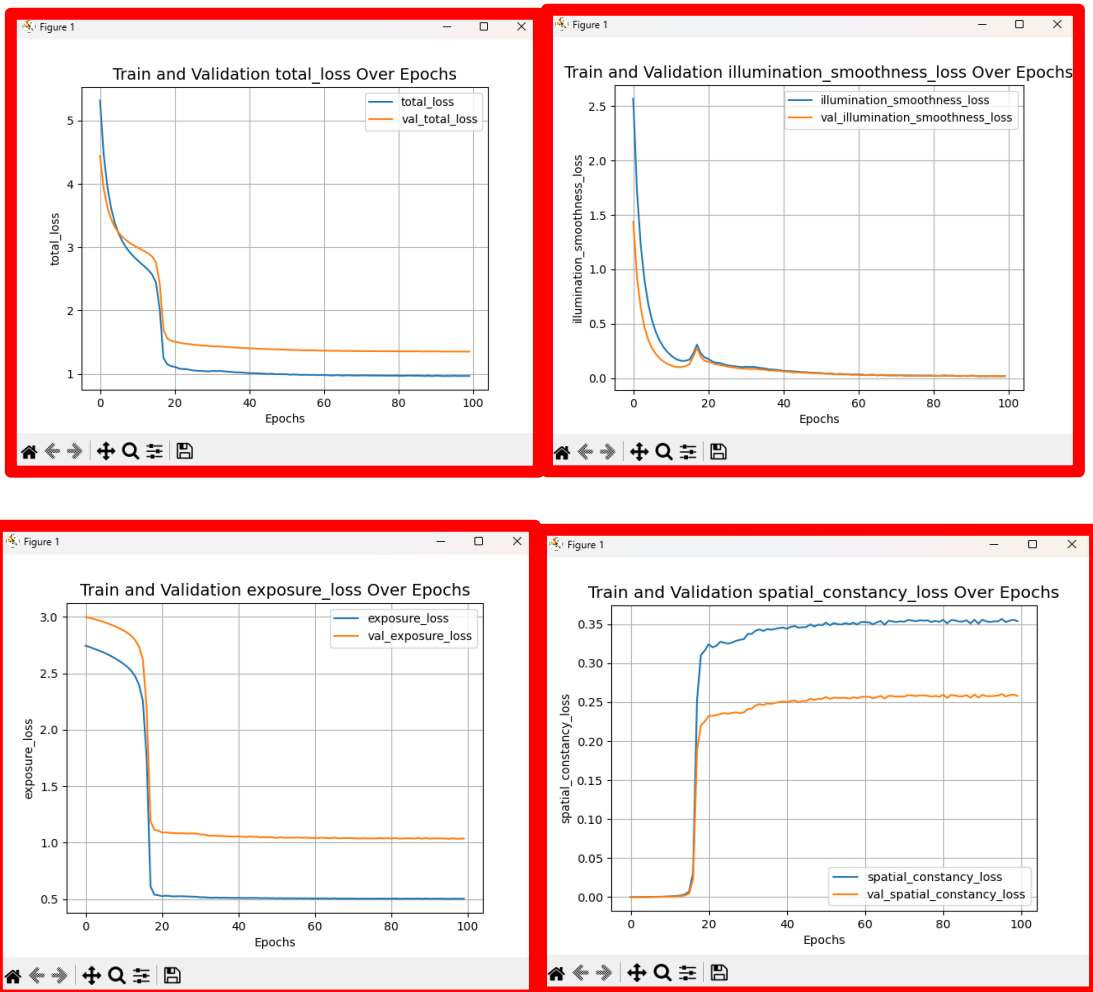 Figure 1
Train and Validation total_loss Over Epochs
total_loss
val_total_loss
5
4
3
2
1
total_loss
0 20 40 60 80 100
Epochs
Figure 1
Train and Validation illumination_smoothness_loss Over Epochs
illumination_smoothness_loss
val_illumination_smoothness_loss
2.5
2.0
1.5
1.0
0.5
0.0
illumination_smoothness_loss
0 20 40 60 80 100
Epochs
Figure 1
Train and Validation exposure_loss Over Epochs
exposure_loss
val_exposure_loss
3.0
2.5
2.0
1.5
1.0
0.5
exposure_loss
0 20 40 60 80 100
Epochs
Figure 1
Train and Validation spatial_constancy_loss Over Epochs
0.35
0.30
0.25
0.20
0.15
0.10
0.05
0.00
spatial_constancy_loss
spatial_constancy_loss
val_spatial_constancy_loss
0 20 40 60 80 100
Epochs